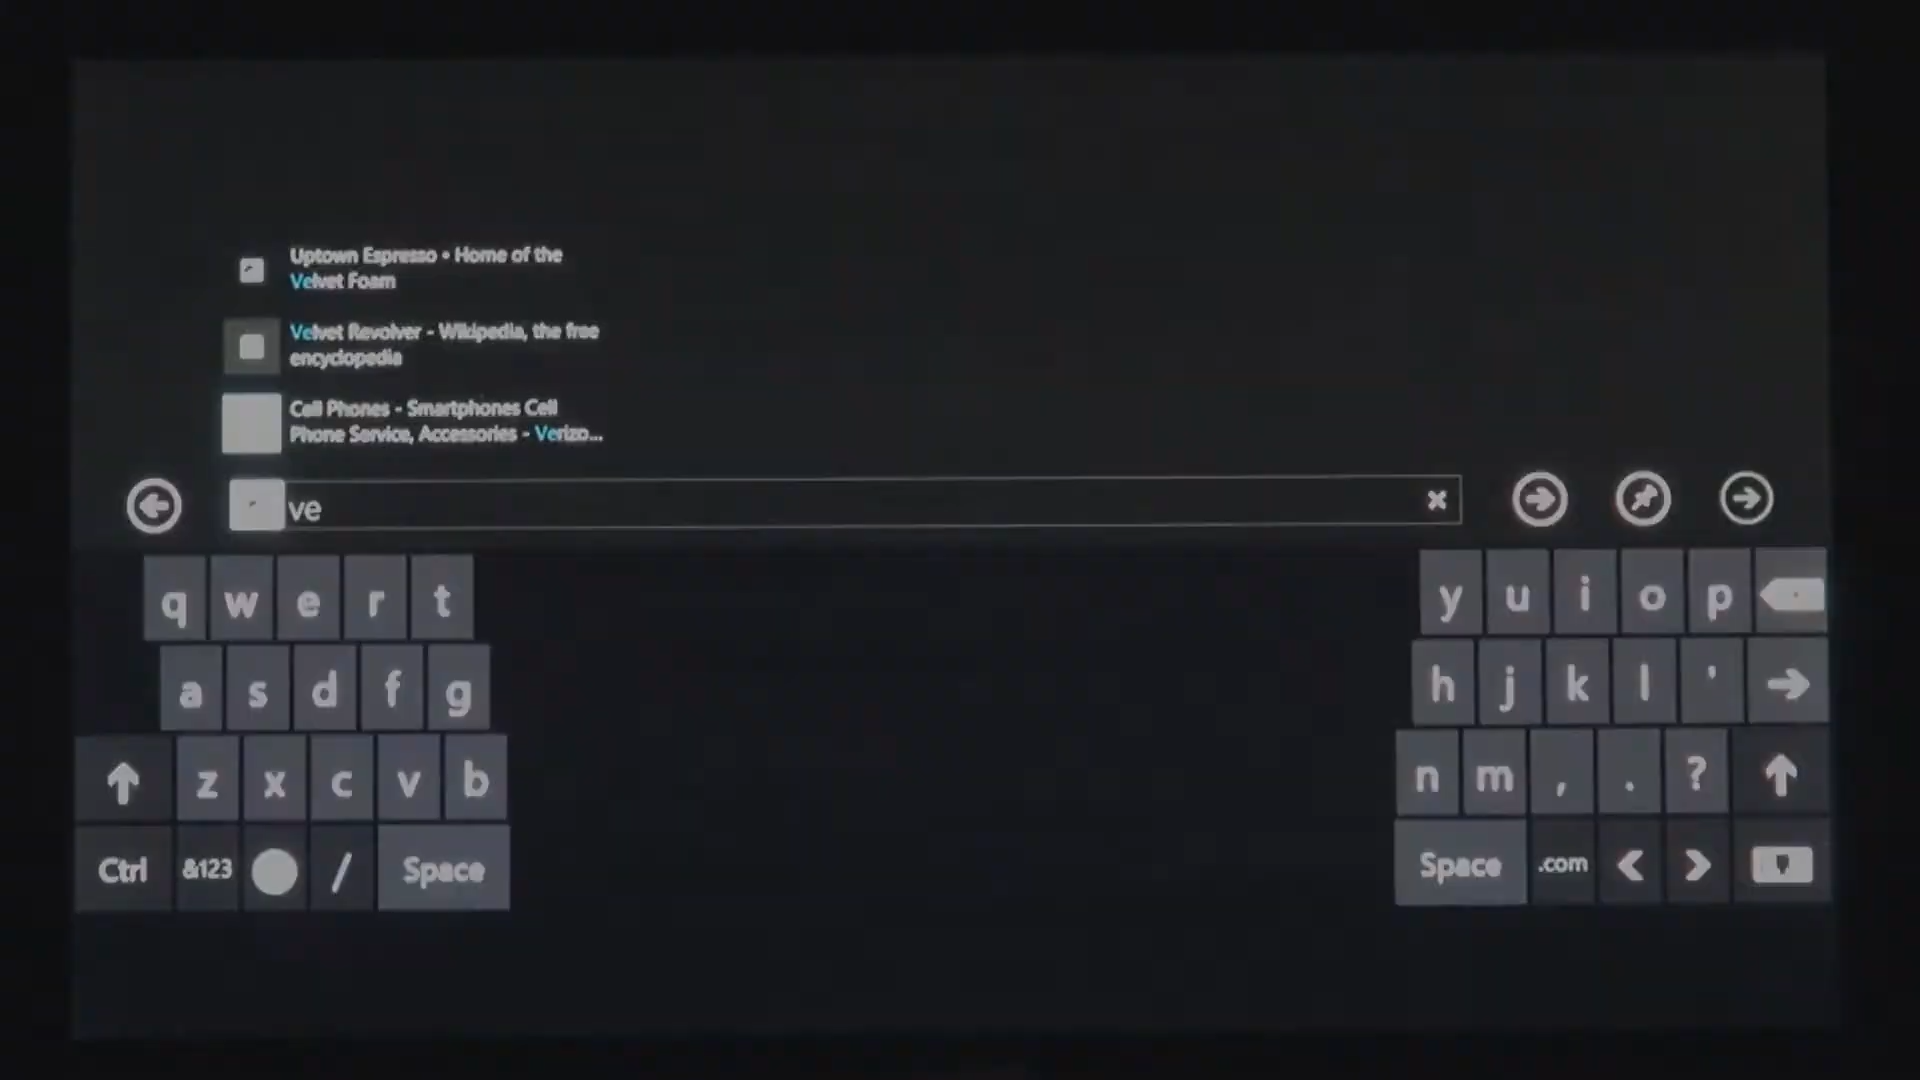 Uptown Espresso • Home of the
Velvet Foam
Velvet Revolver - Wikipedia, the free
encyclopedia
Cell Phones - Smartphones Cell
Phone Service, Accessories - Verizo...
ve
q w e r t y u i o p
a s d f g h j k l '
z x c v b n m , . ?
Ctrl &123 / Space Space .com < >